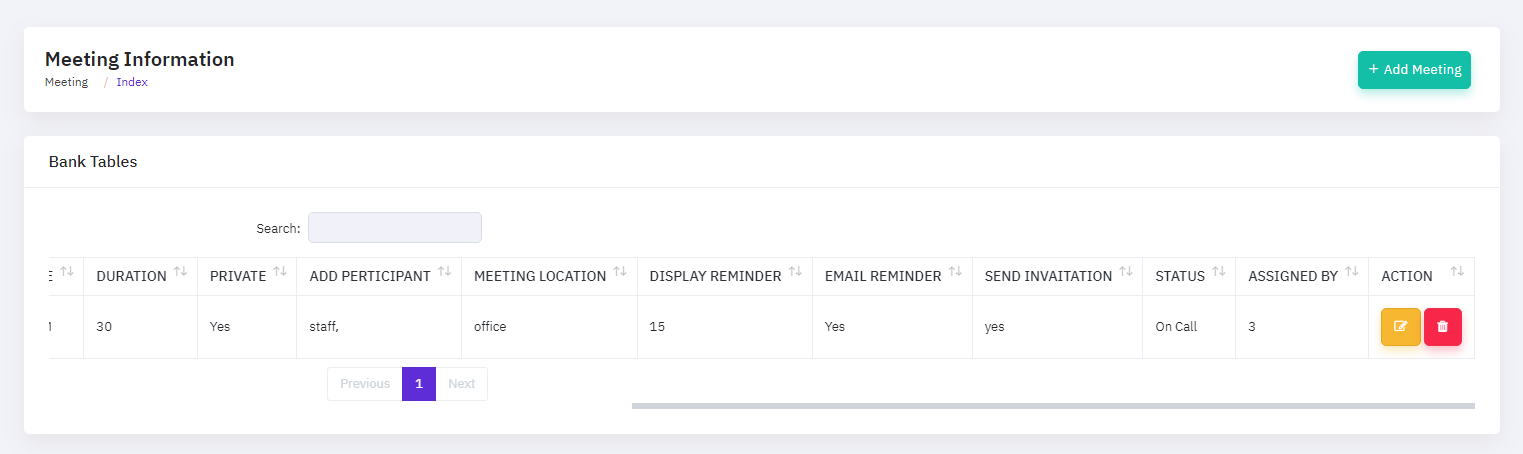 Meeting Information
Meeting / Index
+ Add Meeting
Bank Tables
Search:
E DURATION PRIVATE ADD PERTICIPANT MEETING LOCATION DISPLAY REMINDER EMAIL REMINDER SEND INVAITATION STATUS ASSIGNED BY ACTION
30 Yes staff, office 15 Yes yes On Call 3
Previous 1 Next